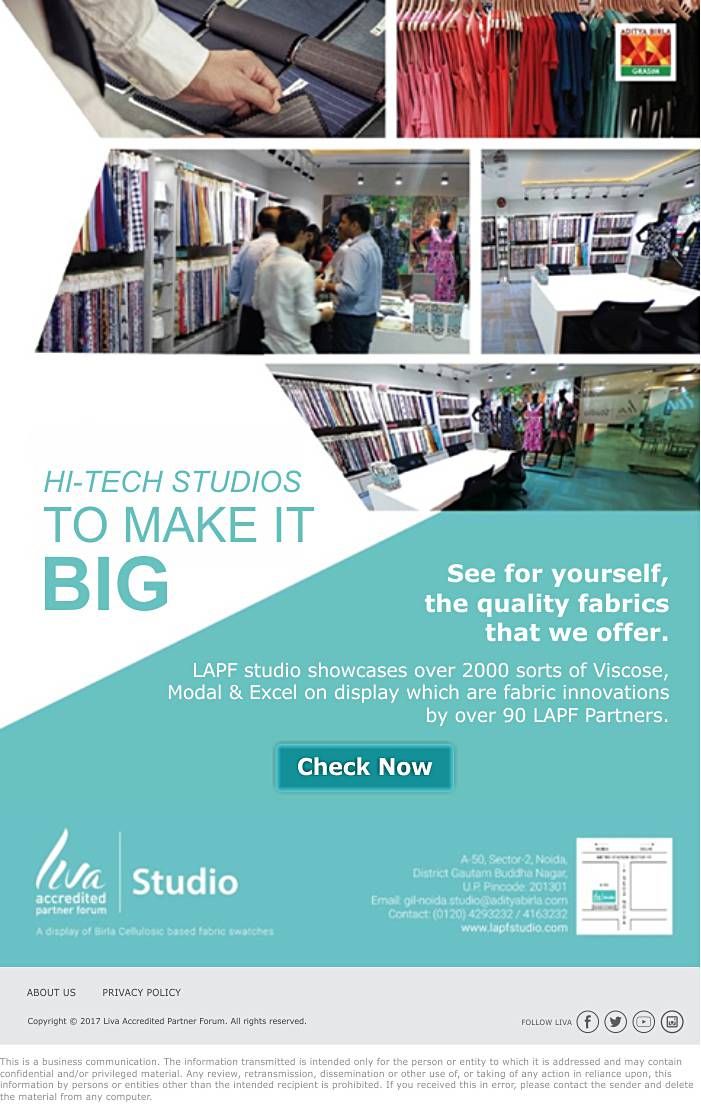 ADITYA BIRLA
GRASIM
HI-TECH STUDIOS
TO MAKE IT
BIG
See for yourself,
the quality fabrics
that we offer.
LAPF studio showcases over 2000 sorts of Viscose,
Modal & Excel on display which are fabric innovations
by over 90 LAPF Partners.
Check Now
Liva
accredited
partner forum
Studio
A display of Birla Cellulosic based fabric swatches
A-50, Sector-2, Noida,
District Gautam Buddha Nagar,
U.P. Pincode: 201301
Email: gil-noida.studio@adityabirla.com
Contact: (0120) 4293232 / 4163232
www.lapfstudio.com
ABOUT US PRIVACY POLICY
Copyright © 2017 Liva Accredited Partner Forum. All rights reserved.
FOLLOW LIVA
This is a business communication. The information transmitted is intended only for the person or entity to which it is addressed and may contain
confidential and/or privileged material. Any review, retransmission, dissemination or other use of, or taking of any action in reliance upon, this
information by persons or entities other than the intended recipient is prohibited. If you received this in error, please contact the sender and delete
the material from any computer.